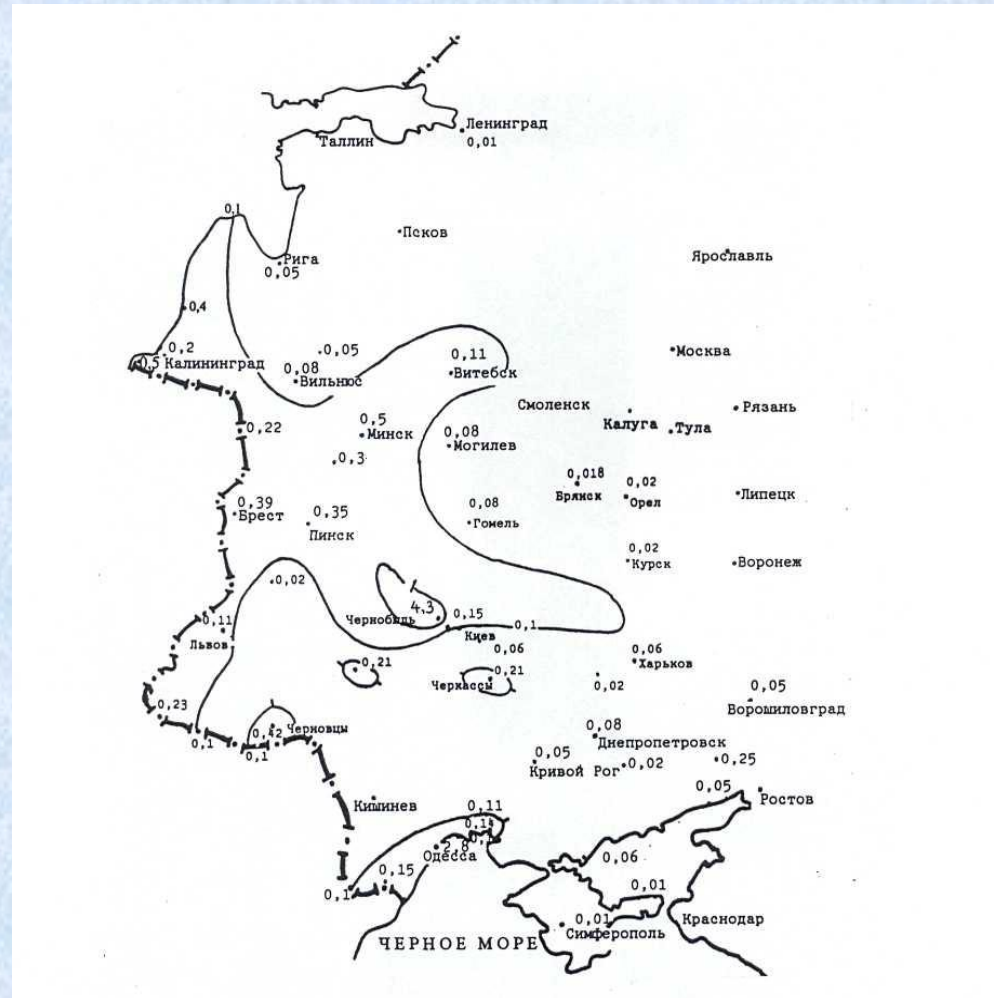 Ленинград
0,01
Таллин
0,1
Псков
Рига
0,05
Ярославль
0,4
0,2
0,5 Калининград
0,05
0,08
Вильнюс
0,11
Витебск
Москва
Смоленск
Рязань
Калуга
Тула
0,22
0,5
Минск
0,3
0,08
Могилев
0,018
Брянск
0,02
Орел
Липецк
0,39
Брест
0,35
Пинск
0,08
Гомель
0,02
Курск
Воронеж
0,02
4,3
Чернобыль
0,15
Киев
0,1
0,11
Львов
0,06
0,21
0,21
Черкассы
0,06
Харьков
0,02
0,05
Ворошиловград
0,23
0,1
0,42
Черновцы
0,1
0,08
Днепропетровск
0,05
Кривой Рог
0,02
0,25
0,05
Ростов
Кишинев
0,11
0,14
2,8
Одесса
0,15
0,1
0,06
0,01
0,01
Симферополь
Краснодар
ЧЕРНОЕ МОРЕ